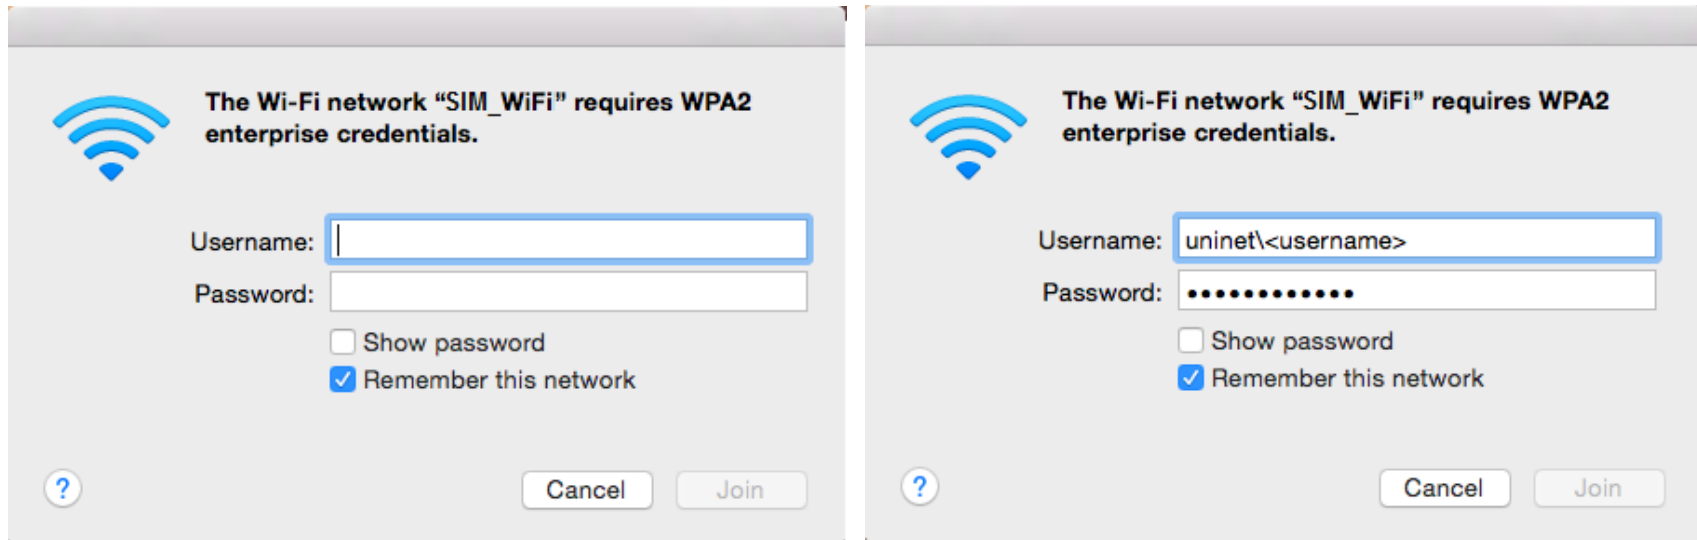 The Wi-Fi network “SIM_WiFi” requires WPA2
enterprise credentials.
Username:
Password:
Show password
Remember this network
?
Cancel
Join
The Wi-Fi network “SIM_WiFi” requires WPA2
enterprise credentials.
Username: uninet\<username>
Password: ••••••••••••
Show password
Remember this network
?
Cancel
Join